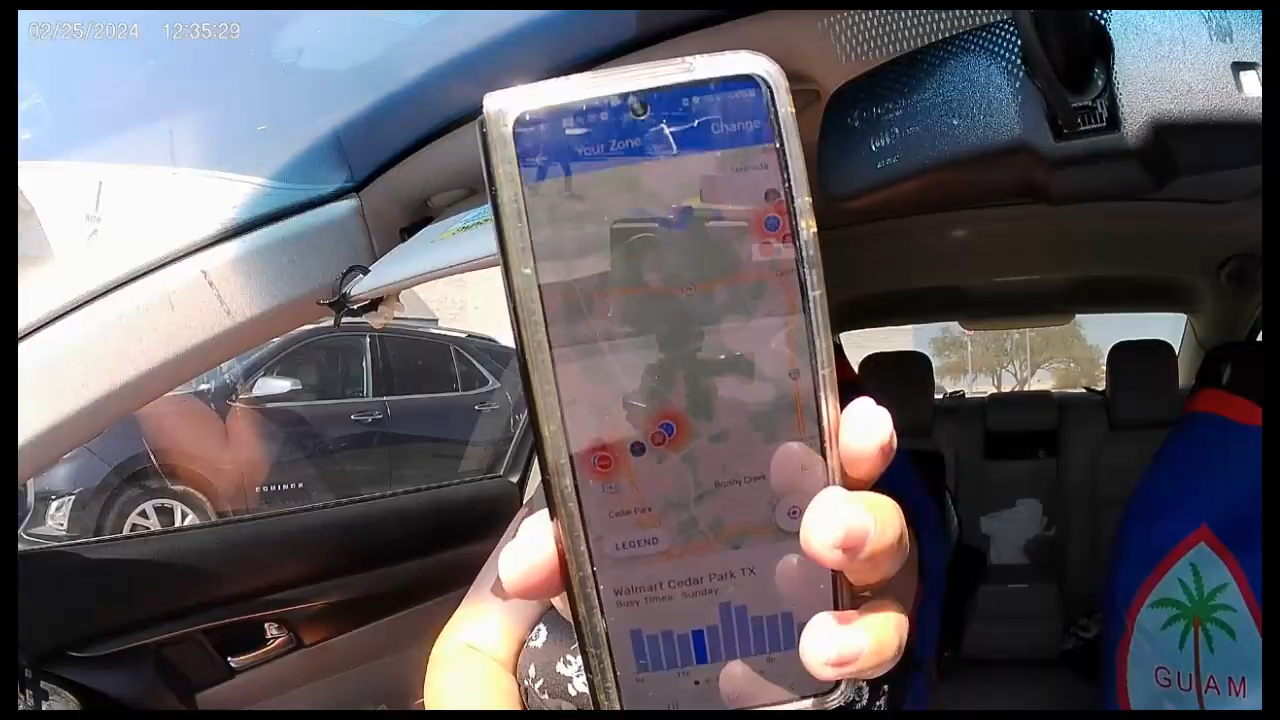 02/25/2024 12:35:29
Change
Your Zone
Brushy Creek
Cedar Park
LEGEND
Walmart Cedar Park TX
Busy Times: Sunday
EQUINOX
GUAM